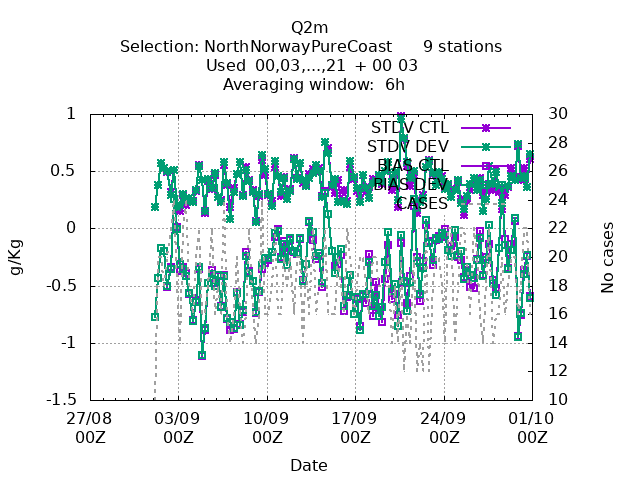 Q2m
Selection: NorthNorwayPureCoast 9 stations
Used 00,03,...,21 + 00 03
Averaging window: 6h
1
0.5
0
-0.5
-1
-1.5
g/Kg
30
28
26
24
22
20
18
16
14
12
10
No cases
STDV CTL
STDV DEV
BIAS CTL
BIAS DEV
CASES
27/08 03/09 10/09 17/09 24/09 01/10
00Z 00Z 00Z 00Z 00Z 00Z
Date